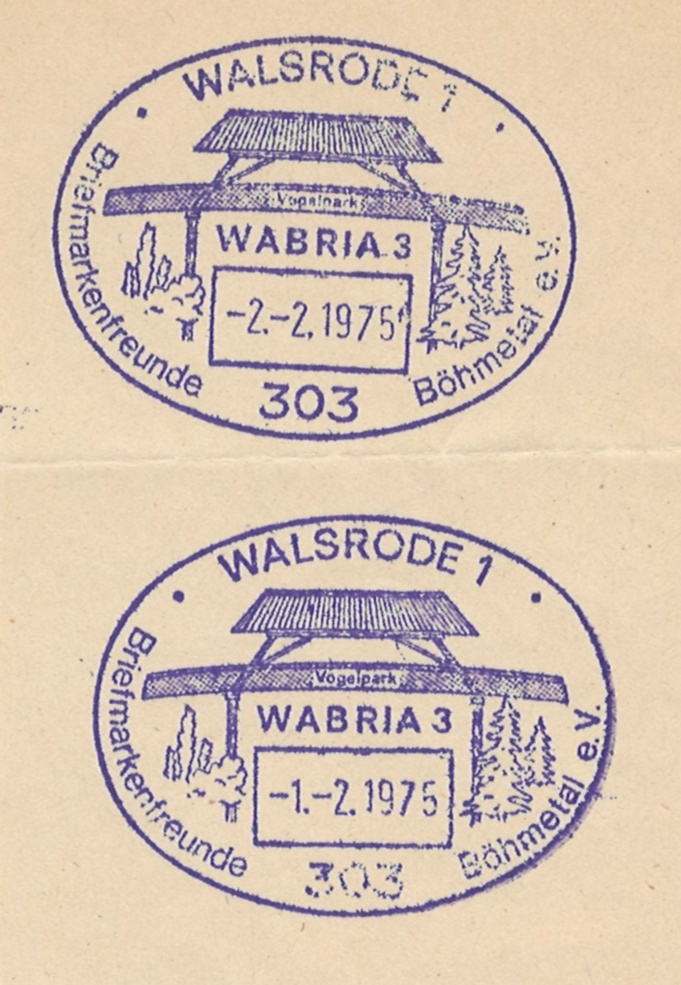 WALSRODE 1
Vogelpark
WABRIA 3
-2.-2.1975
303
Briefmarkenfreunde Böhmetal e.V.
WALSRODE 1
Vogelpark
WABRIA 3
-1.-2.1975
303
Briefmarkenfreunde Böhmetal e.V.